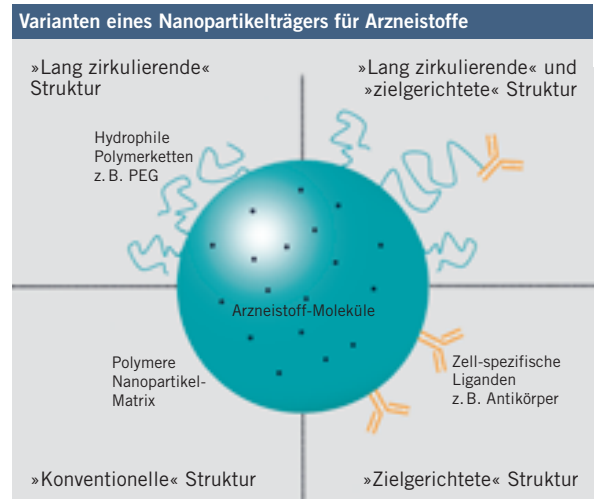 Varianten eines Nanopartikelträgers für Arzneistoffe
»Lang zirkulierende«
Struktur
»Lang zirkulierende« und
»zielgerichtete« Struktur
Hydrophile
Polymerketten
z. B. PEG
Arzneistoff-Moleküle
Polymere
Nanopartikel-
Matrix
Zell-spezifische
Liganden
z. B. Antikörper
»Konventionelle« Struktur
»Zielgerichtete« Struktur